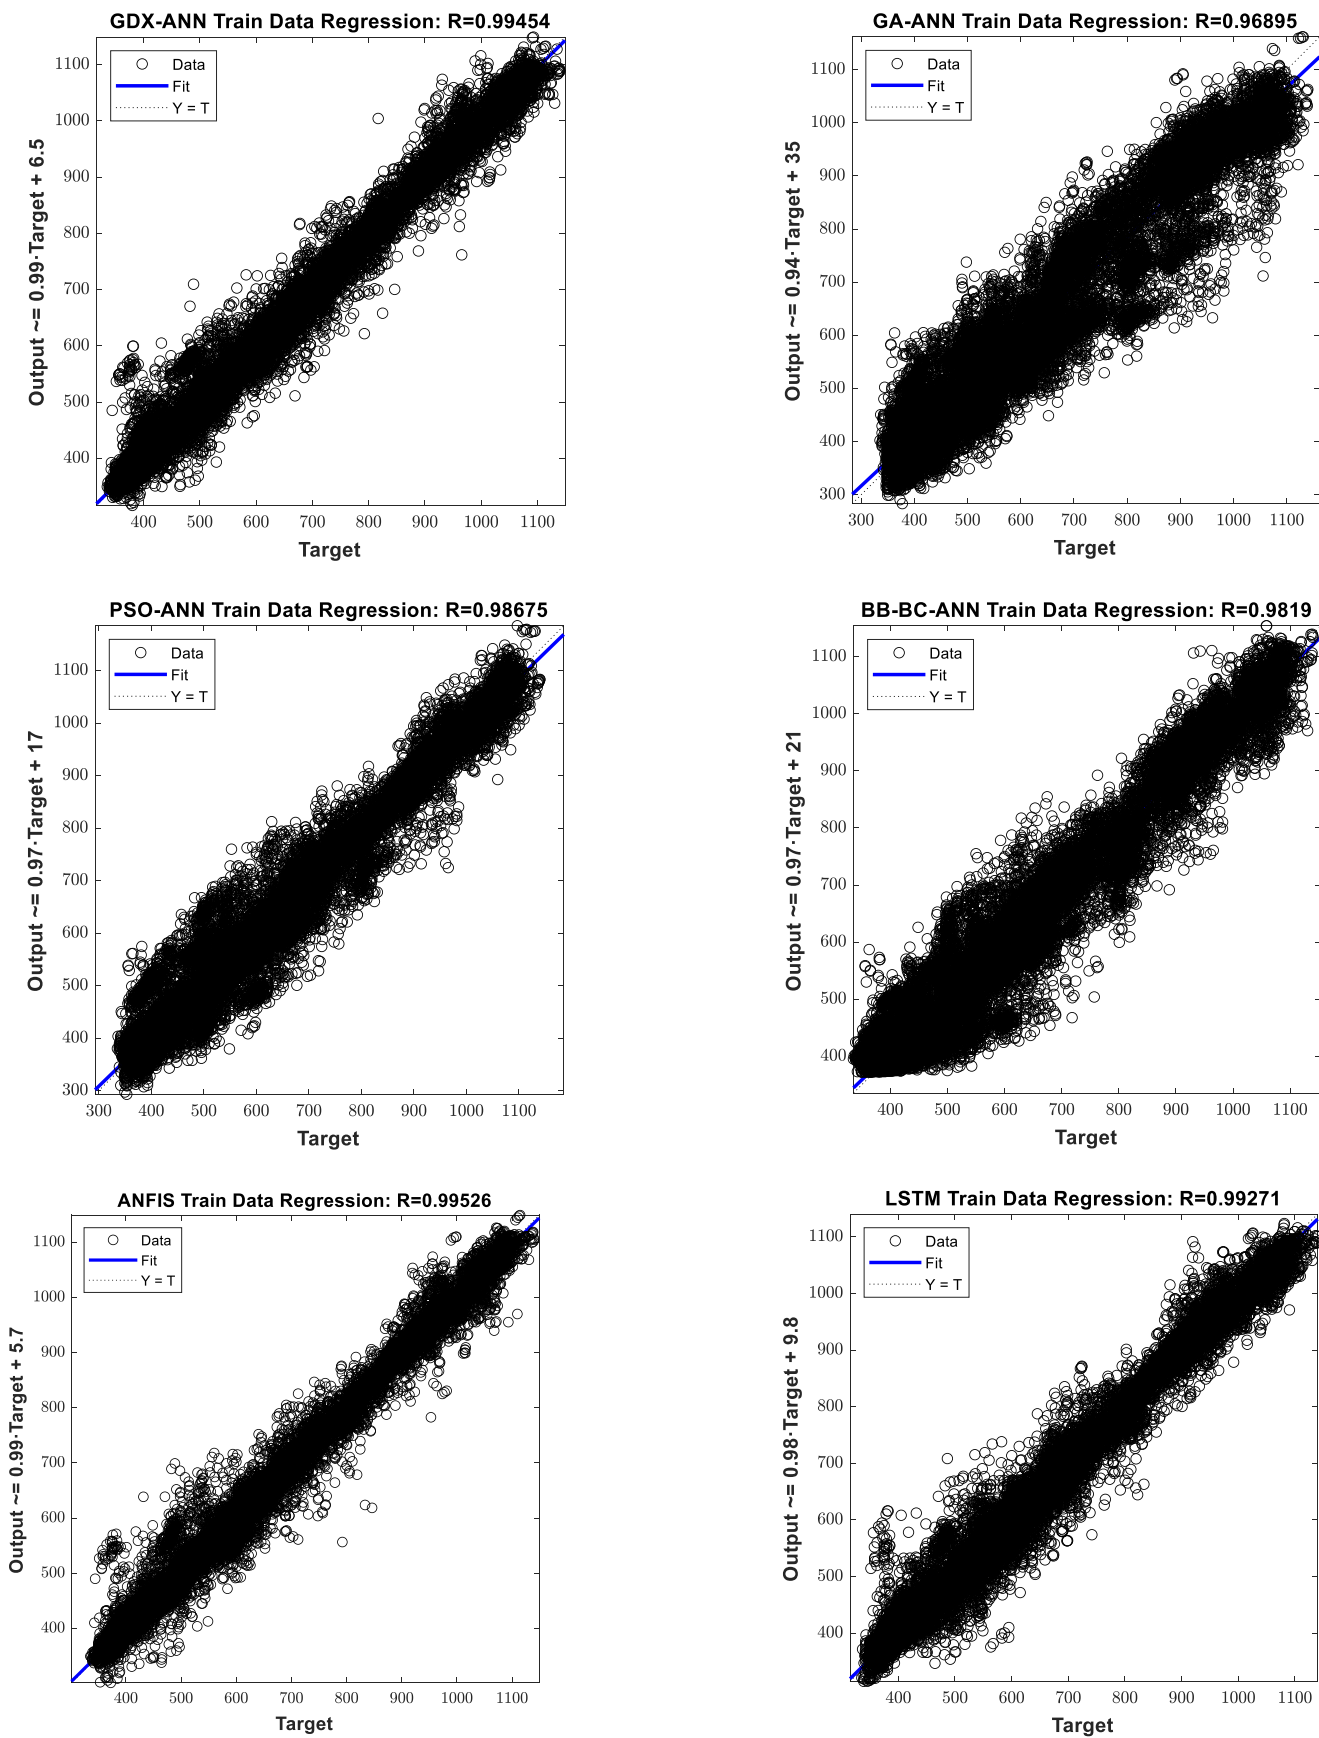 GDX-ANN Train Data Regression: R=0.99454
Data
Fit
Y = T
Output ~= 0.99·Target + 6.5
1100
1000
900
800
700
600
500
400
400 500 600 700 800 900 1000 1100
Target
GA-ANN Train Data Regression: R=0.96895
Data
Fit
Y = T
Output ~= 0.94·Target + 35
1100
1000
900
800
700
600
500
400
300
300 400 500 600 700 800 900 1000 1100
Target
PSO-ANN Train Data Regression: R=0.98675
Data
Fit
Y = T
Output ~= 0.97·Target + 17
1100
1000
900
800
700
600
500
400
300
300 400 500 600 700 800 900 1000 1100
Target
BB-BC-ANN Train Data Regression: R=0.9819
Data
Fit
Y = T
Output ~= 0.97·Target + 21
1100
1000
900
800
700
600
500
400
400 500 600 700 800 900 1000 1100
Target
ANFIS Train Data Regression: R=0.99526
Data
Fit
Y = T
Output ~= 0.99·Target + 5.7
1100
1000
900
800
700
600
500
400
400 500 600 700 800 900 1000 1100
Target
LSTM Train Data Regression: R=0.99271
Data
Fit
Y = T
Output ~= 0.98·Target + 9.8
1100
1000
900
800
700
600
500
400
400 500 600 700 800 900 1000 1100
Target